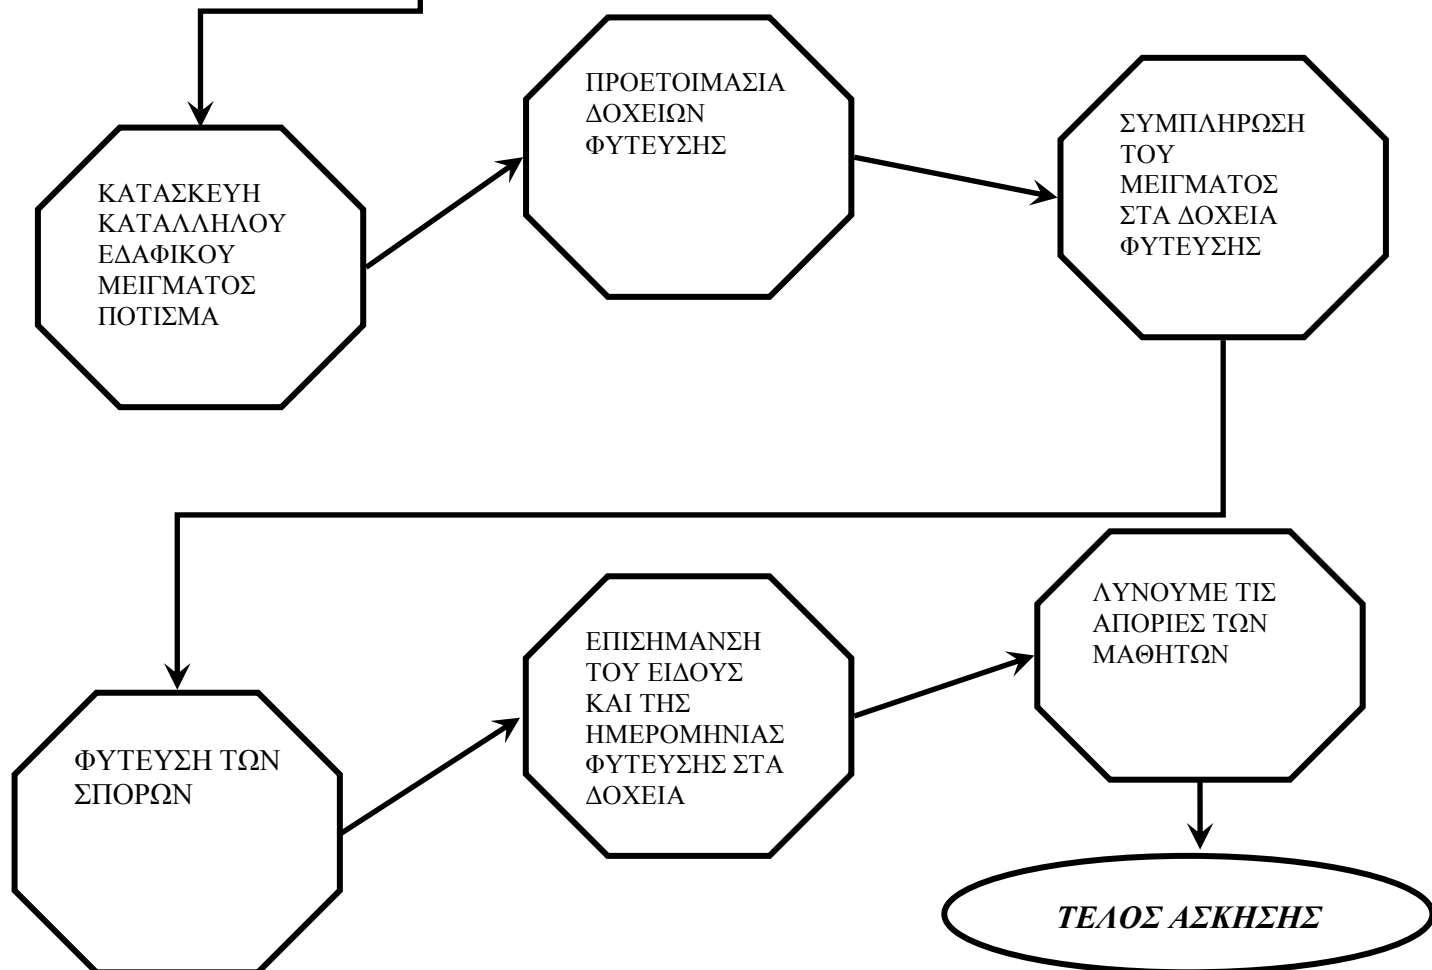 ΚΑΤΑΣΚΕΥΗ
ΚΑΤΑΛΛΗΛΟΥ
ΕΔΑΦΙΚΟΥ
ΜΕΙΓΜΑΤΟΣ
ΠΟΤΙΣΜΑ
ΠΡΟΕΤΟΙΜΑΣΙΑ
ΔΟΧΕΙΩΝ
ΦΥΤΕΥΣΗΣ
ΣΥΜΠΛΗΡΩΣΗ
ΤΟΥ
ΜΕΙΓΜΑΤΟΣ
ΣΤΑ ΔΟΧΕΙΑ
ΦΥΤΕΥΣΗΣ
ΦΥΤΕΥΣΗ ΤΩΝ
ΣΠΟΡΩΝ
ΕΠΙΣΗΜΑΝΣΗ
ΤΟΥ ΕΙΔΟΥΣ
ΚΑΙ ΤΗΣ
ΗΜΕΡΟΜΗΝΙΑΣ
ΦΥΤΕΥΣΗΣ ΣΤΑ
ΔΟΧΕΙΑ
ΛΥΝΟΥΜΕ ΤΙΣ
ΑΠΟΡΙΕΣ ΤΩΝ
ΜΑΘΗΤΩΝ
ΤΕΛΟΣ ΑΣΚΗΣΗΣ